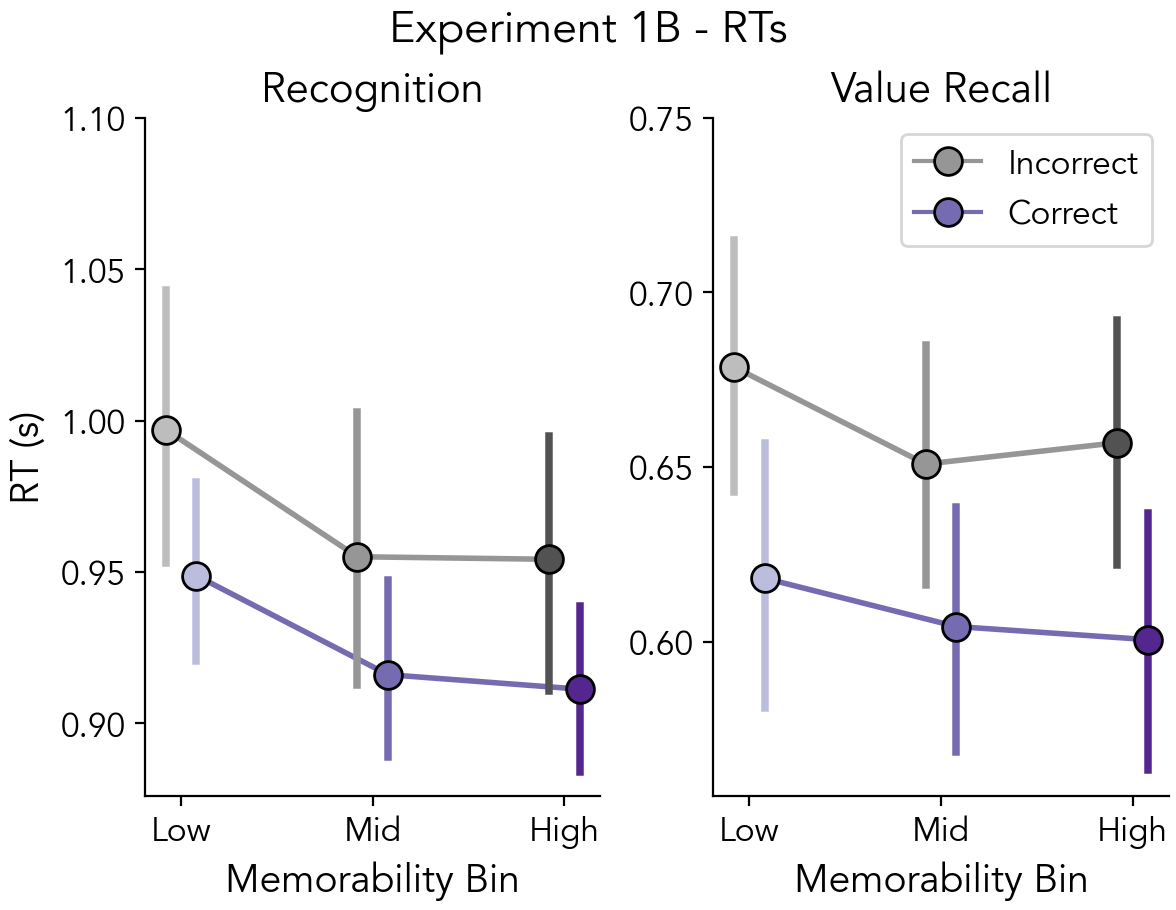 Experiment 1B - RTs
Recognition
1.10
1.05
1.00
0.95
0.90
RT (s)
Low Mid High
Memorability Bin
Value Recall
0.75
0.70
0.65
0.60
Incorrect
Correct
Low Mid High
Memorability Bin